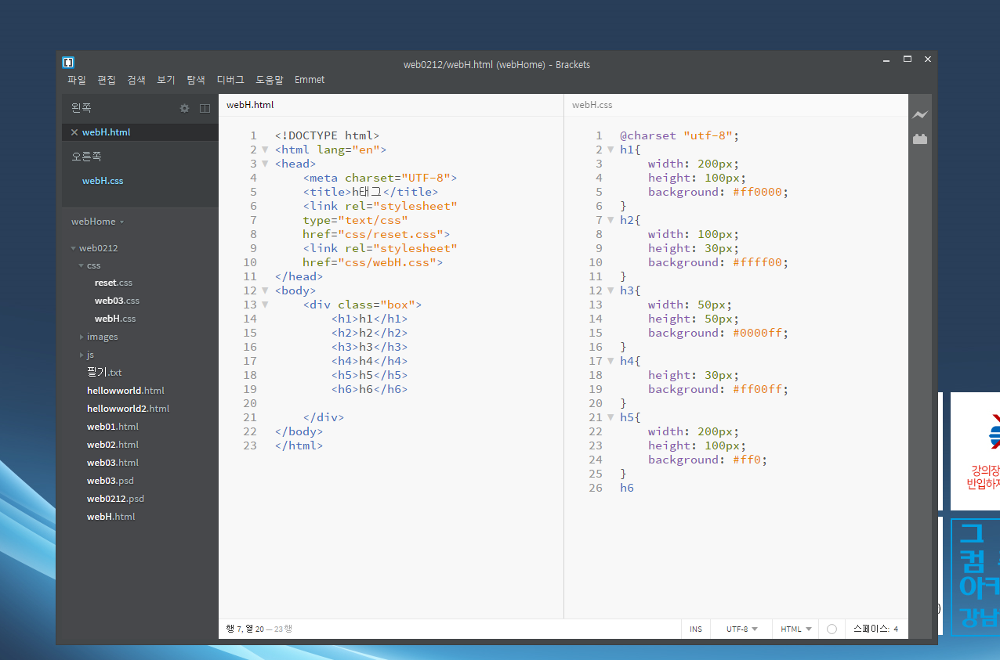 web0212/webH.html (webHome) - Brackets
파일 편집 검색 보기 탐색 디버그 도움말 Emmet
왼쪽
webH.html
오른쪽
webH.css
webHome
web0212
css
reset.css
web03.css
webH.css
images
js
필기.txt
hellowworld.html
hellowworld2.html
web01.html
web02.html
web03.html
web03.psd
web0212.psd
webH.html
webH.html
1 <!DOCTYPE html>
2 <html lang="en">
3 <head>
4 <meta charset="UTF-8">
5 <title>h태그</title>
6 <link rel="stylesheet"
7 type="text/css"
8 href="css/reset.css">
9 <link rel="stylesheet"
10 href="css/webH.css">
11 </head>
12 <body>
13 <div class="box">
14 <h1>h1</h1>
15 <h2>h2</h2>
16 <h3>h3</h3>
17 <h4>h4</h4>
18 <h5>h5</h5>
19 <h6>h6</h6>
20
21 </div>
22 </body>
23 </html>
webH.css
1 @charset "utf-8";
2 h1{
3 width: 200px;
4 height: 100px;
5 background: #ff0000;
6 }
7 h2{
8 width: 100px;
9 height: 30px;
10 background: #ffff00;
11 }
12 h3{
13 width: 50px;
14 height: 50px;
15 background: #0000ff;
16 }
17 h4{
18 height: 30px;
19 background: #ff00ff;
20 }
21 h5{
22 width: 200px;
23 height: 100px;
24 background: #ff0;
25 }
26 h6
행 7, 열 20 — 23 행
INS UTF-8 HTML 스페이스: 4
강의장
반입하지
그
컴
아카
강남